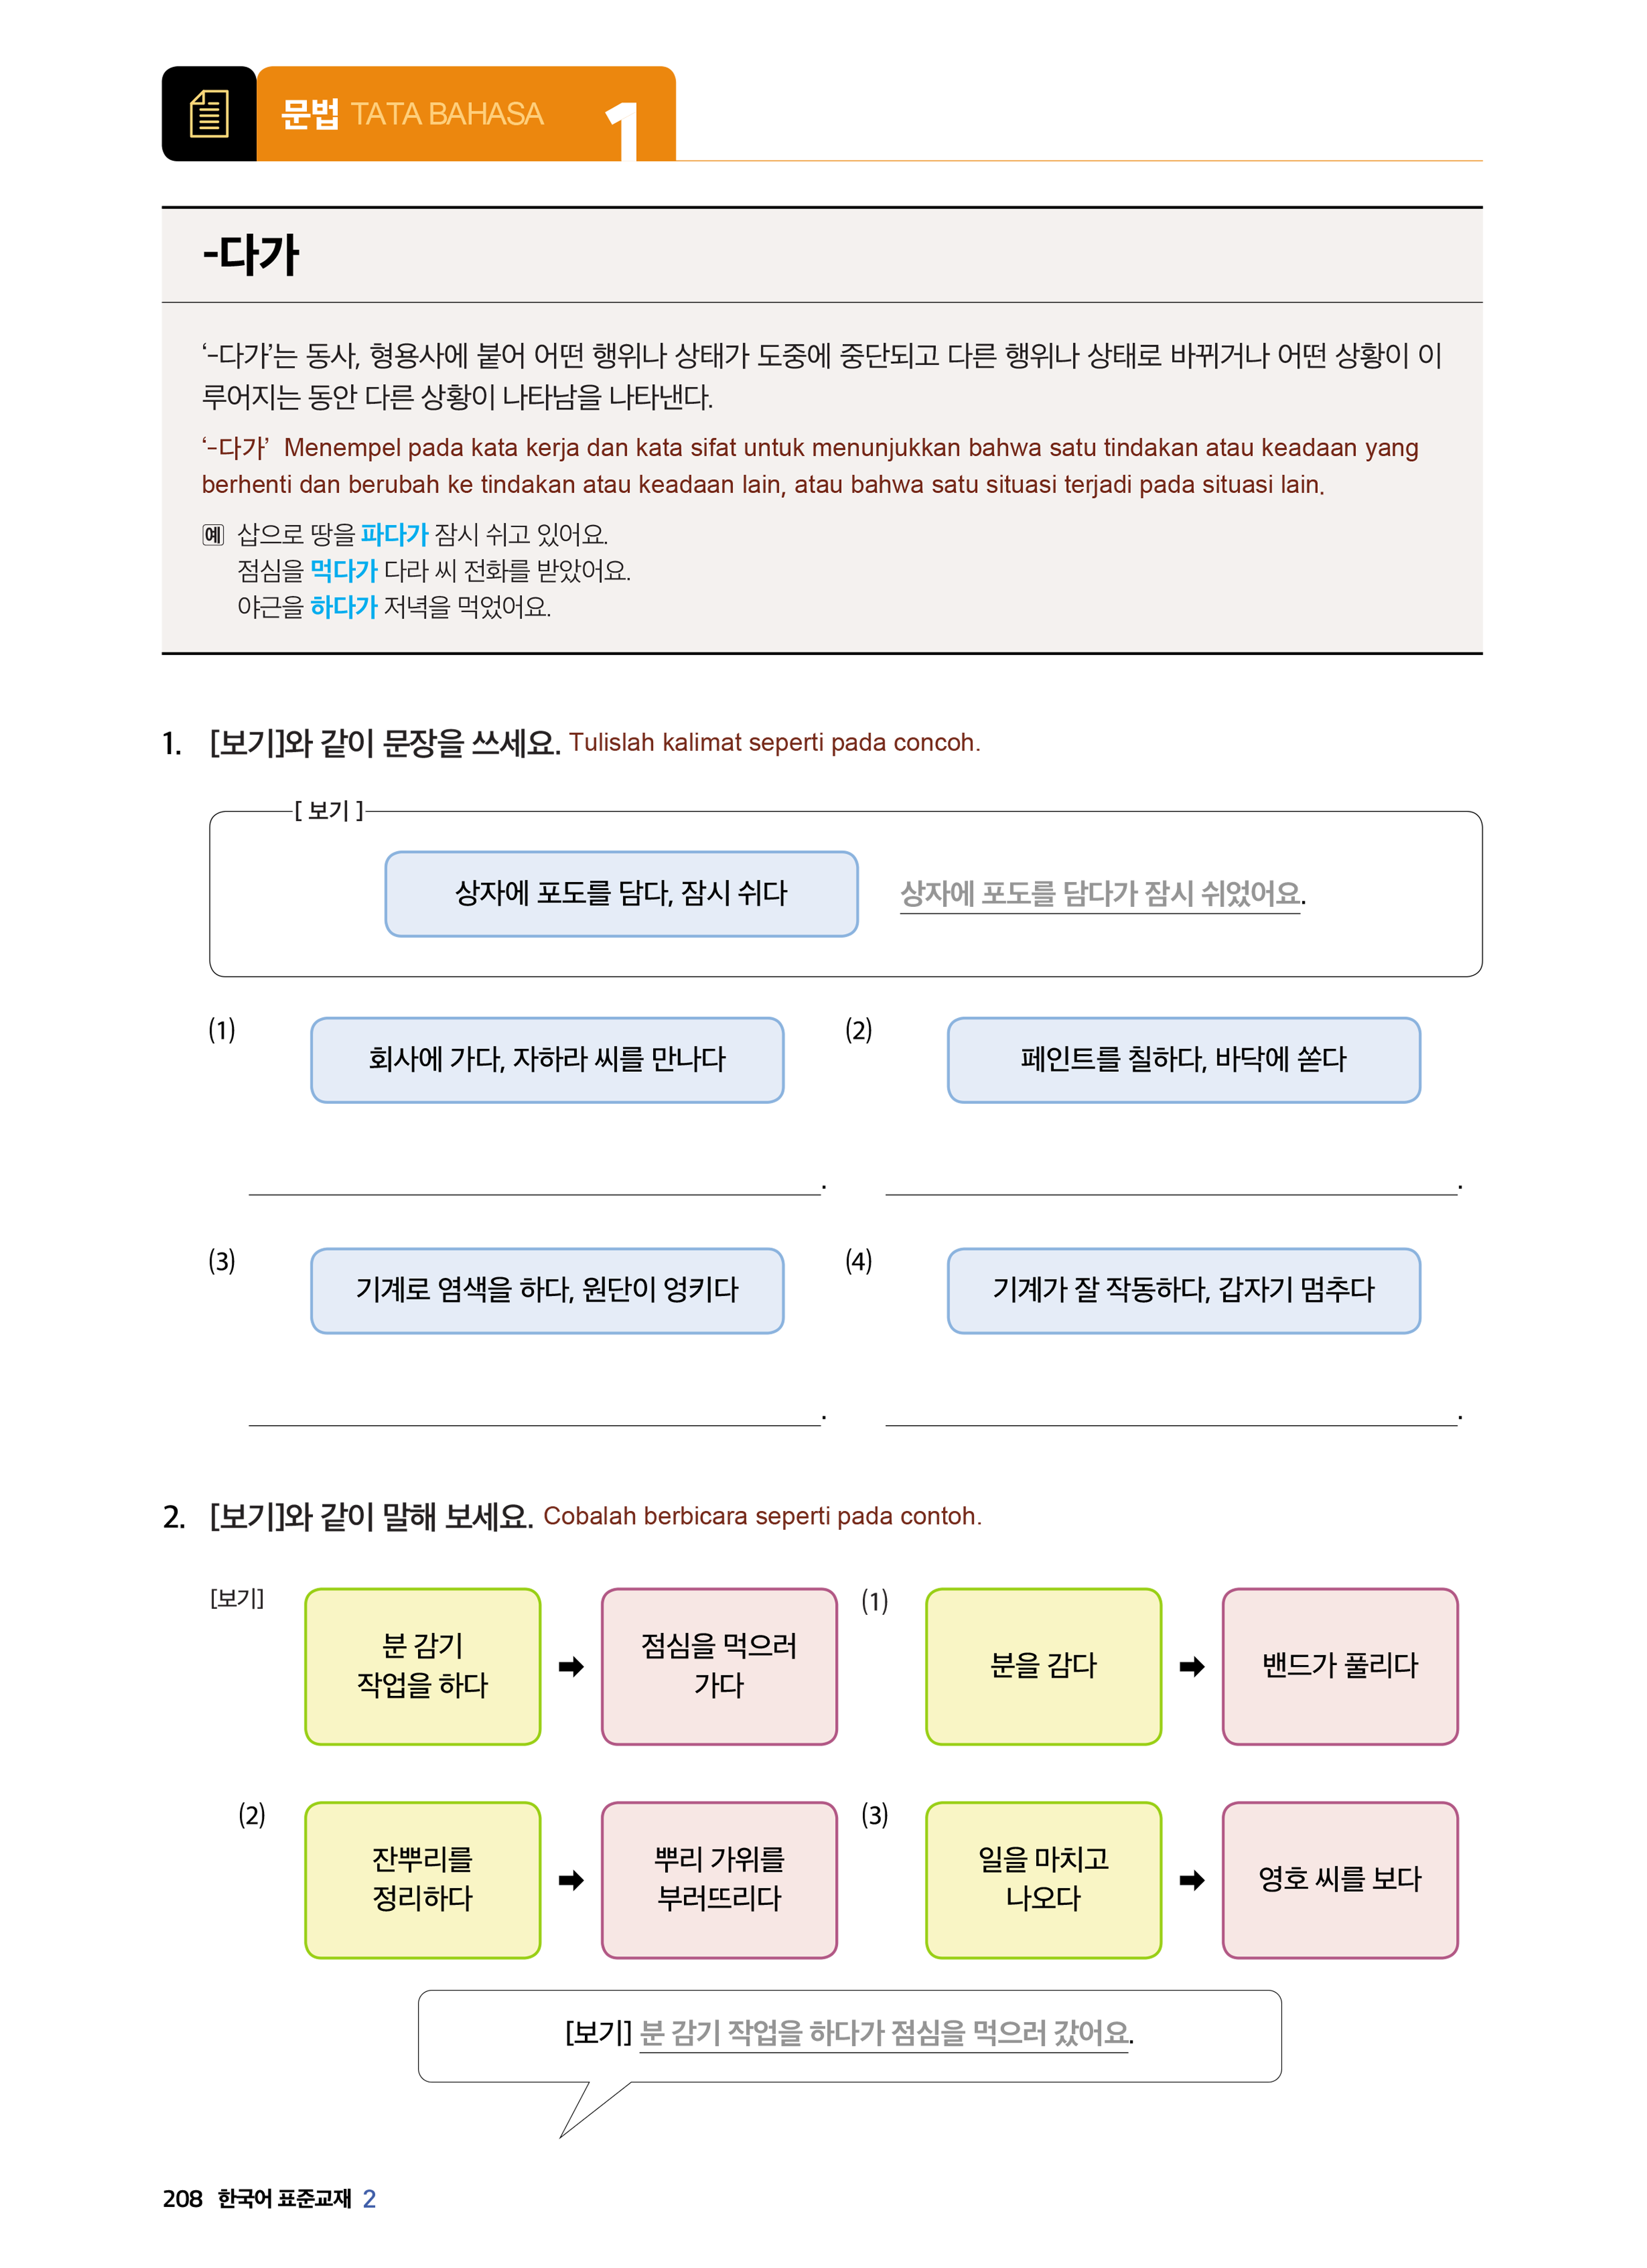 문법 TATA BAHASA 1
-다가
‘-다가’는 동사, 형용사에 붙어 어떤 행위나 상태가 도중에 중단되고 다른 행위나 상태로 바뀌거나 어떤 상황이 이
루어지는 동안 다른 상황이 나타남을 나타낸다.
‘-다가’ Menempel pada kata kerja dan kata sifat untuk menunjukkan bahwa satu tindakan atau keadaan yang
berhenti dan berubah ke tindakan atau keadaan lain, atau bahwa satu situasi terjadi pada situasi lain.
예 삽으로 땅을 파다가 잠시 쉬고 있어요.
점심을 먹다가 다라 씨 전화를 받았어요.
야근을 하다가 저녁을 먹었어요.
1. [보기]와 같이 문장을 쓰세요. Tulislah kalimat seperti pada concoh.
[ 보기 ]
상자에 포도를 담다, 잠시 쉬다 상자에 포도를 담다가 잠시 쉬었어요.
(1) 회사에 가다, 자하라 씨를 만나다
(2) 페인트를 칠하다, 바닥에 쏟다
.
.
(3) 기계로 염색을 하다, 원단이 엉키다
(4) 기계가 잘 작동하다, 갑자기 멈추다
.
.
2. [보기]와 같이 말해 보세요. Cobalah berbicara seperti pada contoh.
[보기]
분 감기
작업을 하다
점심을 먹으러
가다
(1)
분을 감다
밴드가 풀리다
(2)
잔뿌리를
정리하다
뿌리 가위를
부러뜨리다
(3)
일을 마치고
나오다
영호 씨를 보다
[보기] 분 감기 작업을 하다가 점심을 먹으러 갔어요.
208 한국어 표준교재 2